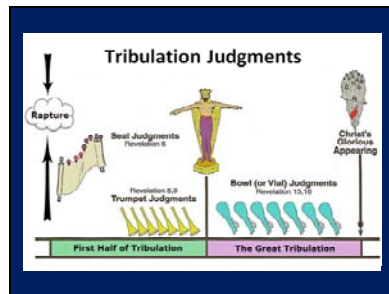 Tribulation Judgments
Rapture
Seal Judgments
Revelation 6
Christ's
Glorious
Appearing
Revelation 8,9
Trumpet Judgments
Bowl (or Vial) Judgments
Revelation 15,16
First Half of Tribulation
The Great Tribulation